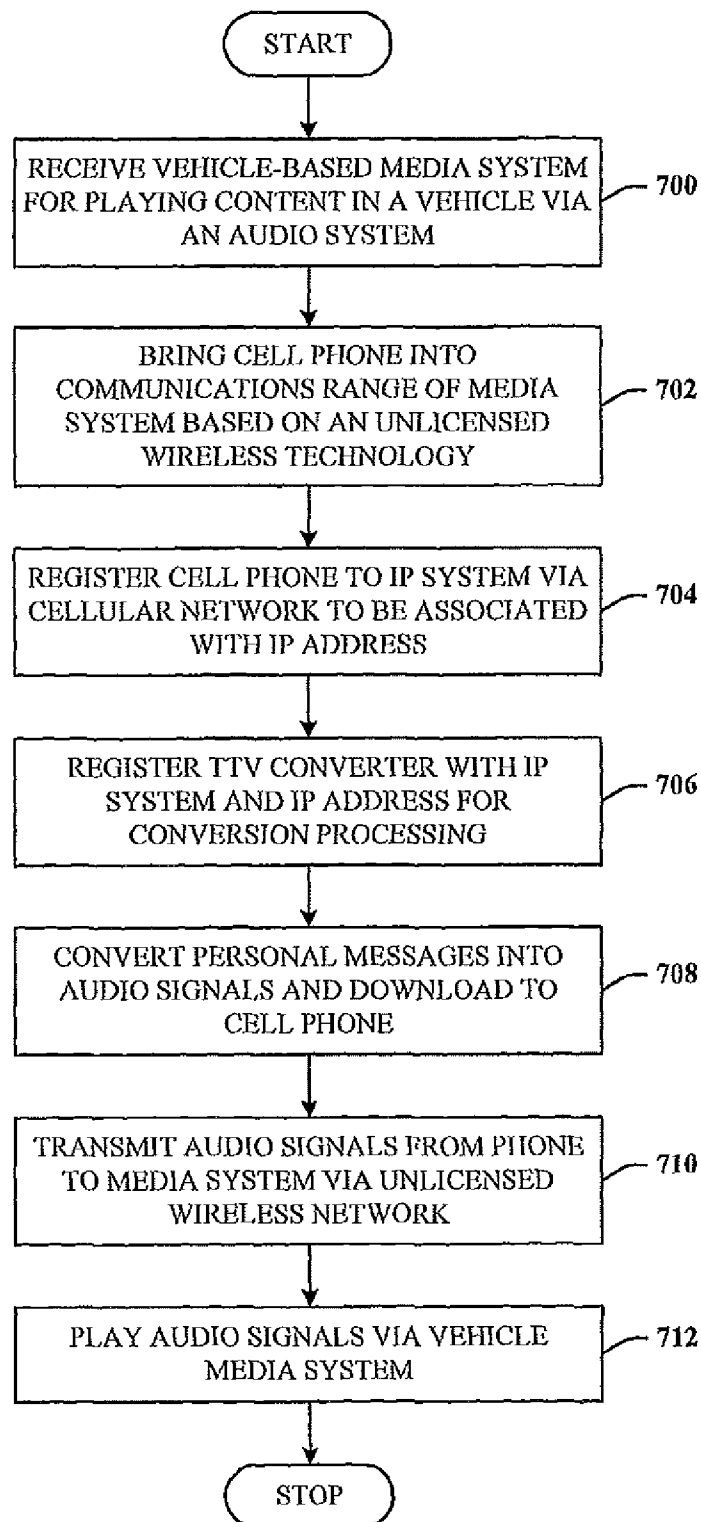 START
RECEIVE VEHICLE-BASED MEDIA SYSTEM
FOR PLAYING CONTENT IN A VEHICLE VIA
AN AUDIO SYSTEM
700
BRING CELL PHONE INTO
COMMUNICATIONS RANGE OF MEDIA
SYSTEM BASED ON AN UNLICENSED
WIRELESS TECHNOLOGY
702
REGISTER CELL PHONE TO IP SYSTEM VIA
CELLULAR NETWORK TO BE ASSOCIATED
WITH IP ADDRESS
704
REGISTER TTV CONVERTER WITH IP
SYSTEM AND IP ADDRESS FOR
CONVERSION PROCESSING
706
CONVERT PERSONAL MESSAGES INTO
AUDIO SIGNALS AND DOWNLOAD TO
CELL PHONE
708
TRANSMIT AUDIO SIGNALS FROM PHONE
TO MEDIA SYSTEM VIA UNLICENSED
WIRELESS NETWORK
710
PLAY AUDIO SIGNALS VIA VEHICLE
MEDIA SYSTEM
712
STOP